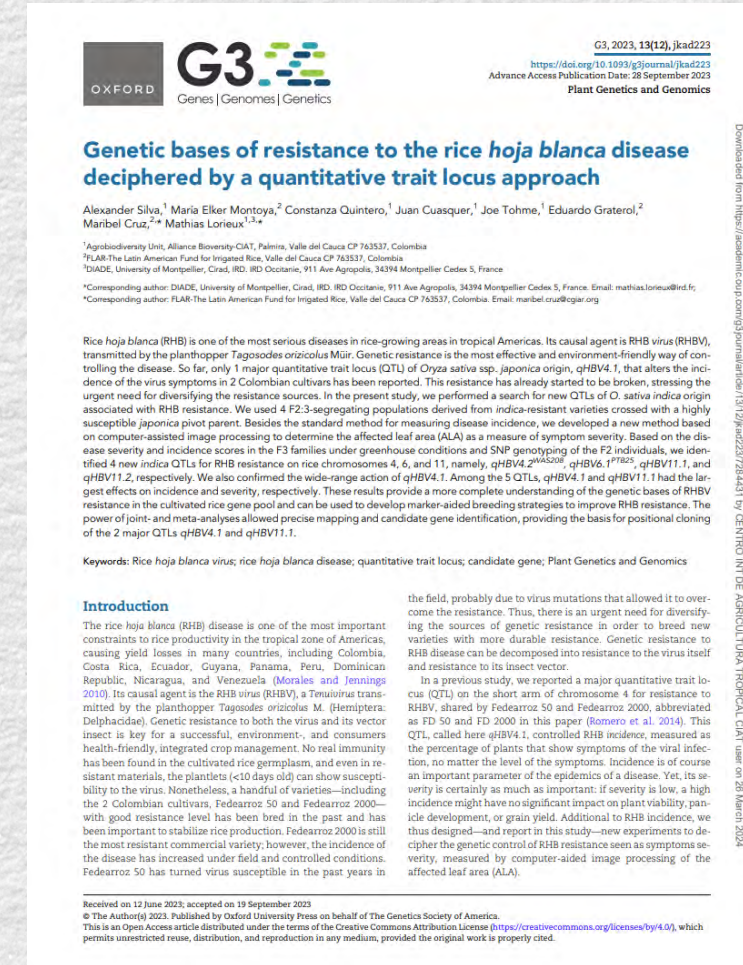 OXFORD
G3
Genes | Genomes | Genetics
G3, 2023, 13(12), jkad223
https://doi.org/10.1093/g3journal/jkad223
Advance Access Publication Date: 28 September 2023
Plant Genetics and Genomics
Genetic bases of resistance to the rice hoja blanca disease
deciphered by a quantitative trait locus approach
Alexander Silva,1 María Elker Montoya,2 Constanza Quintero,1 Juan Cuasquer,1 Joe Tohme,1 Eduardo Graterol,2
Maribel Cruz,2,* Mathias Lorieux1,3,*
1Agrobiodiversity Unit, Alliance Bioversity-CIAT, Palmira, Valle del Cauca CP 763537, Colombia
2FLAR-The Latin American Fund for Irrigated Rice, Valle del Cauca CP 763537, Colombia
3DIADE, University of Montpellier, Cirad, IRD. IRD Occitanie, 911 Ave Agropolis, 34394 Montpellier Cedex 5, France
*Corresponding author: DIADE, University of Montpellier, Cirad, IRD. IRD Occitanie, 911 Ave Agropolis, 34394 Montpellier Cedex 5, France. Email: mathias.lorieux@ird.fr;
*Corresponding author: FLAR-The Latin American Fund for Irrigated Rice, Valle del Cauca CP 763537, Colombia. Email: maribel.cruz@cgiar.org
Rice hoja blanca (RHB) is one of the most serious diseases in rice-growing areas in tropical Americas. Its causal agent is RHB virus (RHBV),
transmitted by the planthopper Tagosodes orizicolus Müir. Genetic resistance is the most effective and environment-friendly way of con-
trolling the disease. So far, only 1 major quantitative trait locus (QTL) of Oryza sativa ssp. japonica origin, qHBV4.1, that alters the inci-
dence of the virus symptoms in 2 Colombian cultivars has been reported. This resistance has already started to be broken, stressing the
urgent need for diversifying the resistance sources. In the present study, we performed a search for new QTLs of O. sativa indica origin
associated with RHB resistance. We used 4 F2:3-segregating populations derived from indica-resistant varieties crossed with a highly
susceptible japonica pivot parent. Besides the standard method for measuring disease incidence, we developed a new method based
on computer-assisted image processing to determine the affected leaf area (ALA) as a measure of symptom severity. Based on the dis-
ease severity and incidence scores in the F3 families under greenhouse conditions and SNP genotyping of the F2 individuals, we iden-
tified 4 new indica QTLs for RHB resistance on rice chromosomes 4, 6, and 11, namely, qHBV4.2WAS208, qHBV6.1PTB25, qHBV11.1, and
qHBV11.2, respectively. We also confirmed the wide-range action of qHBV4.1. Among the 5 QTLs, qHBV4.1 and qHBV11.1 had the lar-
gest effects on incidence and severity, respectively. These results provide a more complete understanding of the genetic bases of RHBV
resistance in the cultivated rice gene pool and can be used to develop marker-aided breeding strategies to improve RHB resistance. The
power of joint- and meta-analyses allowed precise mapping and candidate gene identification, providing the basis for positional cloning
of the 2 major QTLs qHBV4.1 and qHBV11.1.
Keywords: Rice hoja blanca virus; rice hoja blanca disease; quantitative trait locus; candidate gene; Plant Genetics and Genomics
Introduction
The rice hoja blanca (RHB) disease is one of the most important
constraints to rice productivity in the tropical zone of Americas,
causing yield losses in many countries, including Colombia,
Costa Rica, Ecuador, Guyana, Panama, Peru, Dominican
Republic, Nicaragua, and Venezuela (Morales and Jennings
2010). Its causal agent is the RHB virus (RHBV), a Tenuivirus trans-
mitted by the planthopper Tagosodes orizicolus M. (Hemiptera:
Delphacidae). Genetic resistance to both the virus and its vector
insect is key for a successful, environment-, and consumers
health-friendly, integrated crop management. No real immunity
has been found in the cultivated rice germplasm, and even in re-
sistant materials, the plantlets (<10 days old) can show suscepti-
bility to the virus. Nonetheless, a handful of varieties—including
the 2 Colombian cultivars, Fedearroz 50 and Fedearroz 2000—
with good resistance level has been bred in the past and has
been important to stabilize rice production. Fedearroz 2000 is still
the most resistant commercial variety; however, the incidence of
the disease has increased under field and controlled conditions.
Fedearroz 50 has turned virus susceptible in the past years in
the field, probably due to virus mutations that allowed it to over-
come the resistance. Thus, there is an urgent need for diversify-
ing the sources of genetic resistance in order to breed new
varieties with more durable resistance. Genetic resistance to
RHB disease can be decomposed into resistance to the virus itself
and resistance to its insect vector.
In a previous study, we reported a major quantitative trait lo-
cus (QTL) on the short arm of chromosome 4 for resistance to
RHBV, shared by Fedearroz 50 and Fedearroz 2000, abbreviated
as FD 50 and FD 2000 in this paper (Romero et al. 2014). This
QTL, called here qHBV4.1, controlled RHB incidence, measured as
the percentage of plants that show symptoms of the viral infec-
tion, no matter the level of the symptoms. Incidence is of course
an important parameter of the epidemics of a disease. Yet, its se-
verity is certainly as much as important: if severity is low, a high
incidence might have no significant impact on plant viability, pan-
icle development, or grain yield. Additional to RHB incidence, we
thus designed—and report in this study—new experiments to de-
cipher the genetic control of RHB resistance seen as symptoms se-
verity, measured by computer-aided image processing of the
affected leaf area (ALA).
Received on 12 June 2023; accepted on 19 September 2023
© The Author(s) 2023. Published by Oxford University Press on behalf of The Genetics Society of America.
This is an Open Access article distributed under the terms of the Creative Commons Attribution License (https://creativecommons.org/licenses/by/4.0/), which
permits unrestricted reuse, distribution, and reproduction in any medium, provided the original work is properly cited.
Downloaded from https://academic.oup.com/g3journal/article/13/12/jkad223/7284431 by CENTRO INT DE AGRICULTURA TROPICAL CIAT user on 26 March 2024